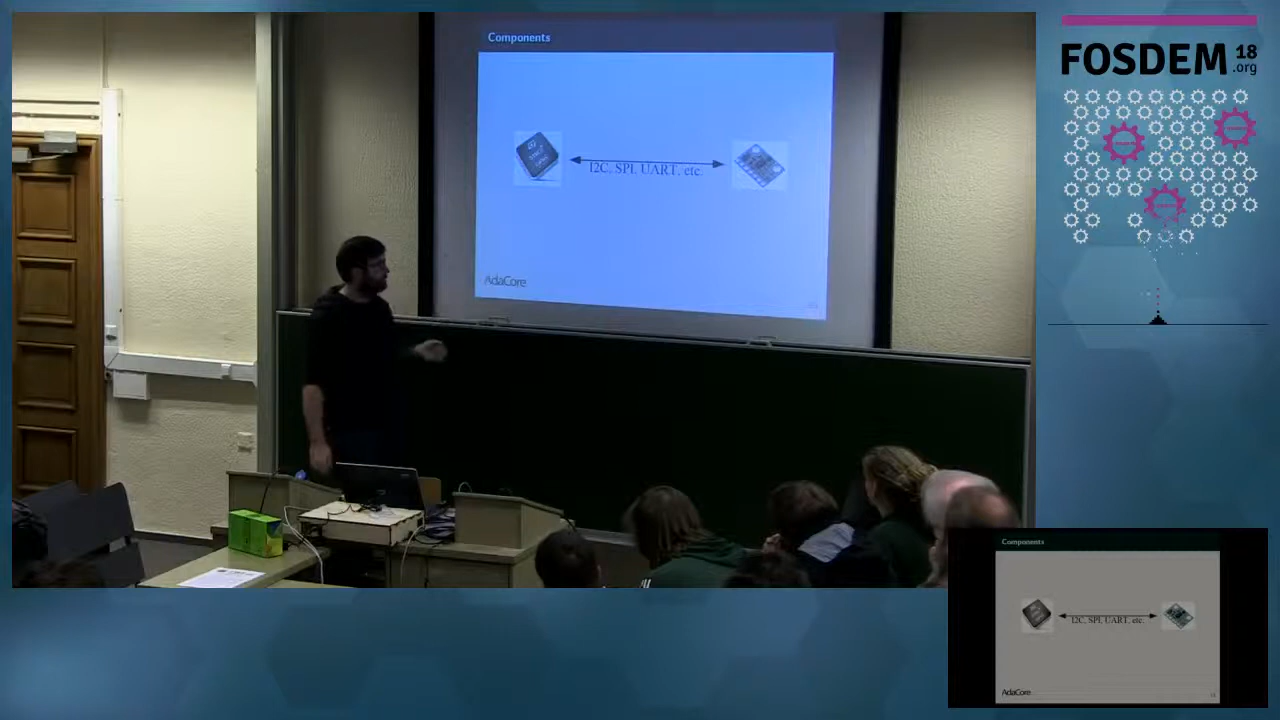 Components
I2C, SPI, UART, etc.
AdaCore
FOSDEM 18
.org
Components
I2C, SPI, UART, etc.
AdaCore